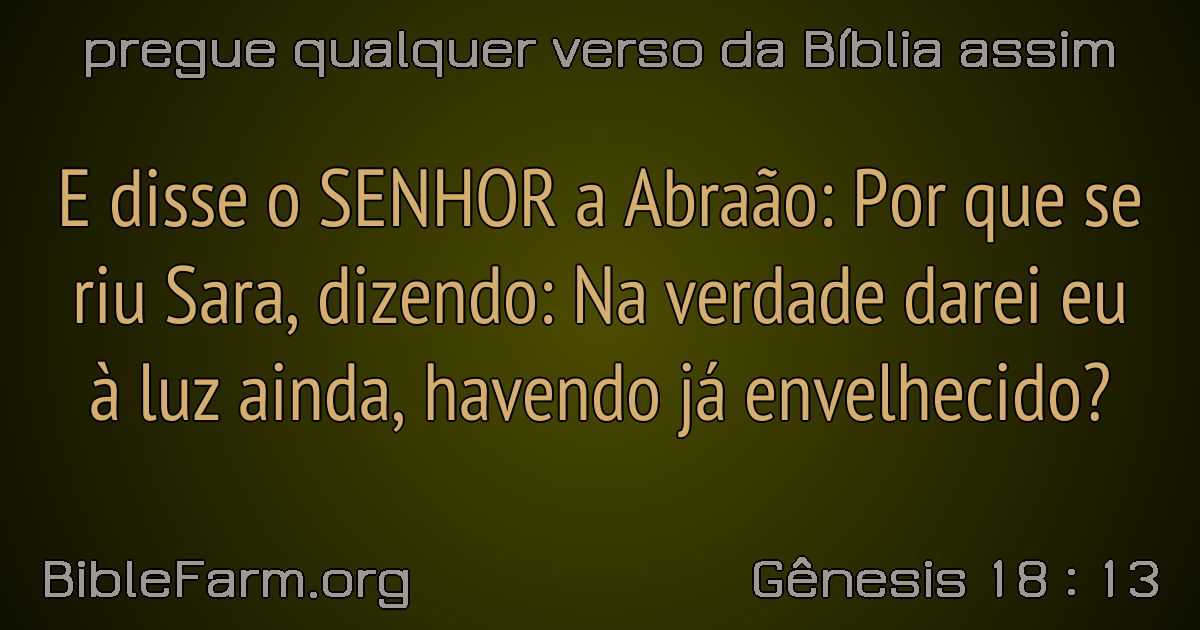 pregue qualquer verso da Bíblia assim
E disse o SENHOR a Abraão: Por que se
riu Sara, dizendo: Na verdade darei eu
à luz ainda, havendo já envelhecido?
BibleFarm.org
Gênesis 18 : 13